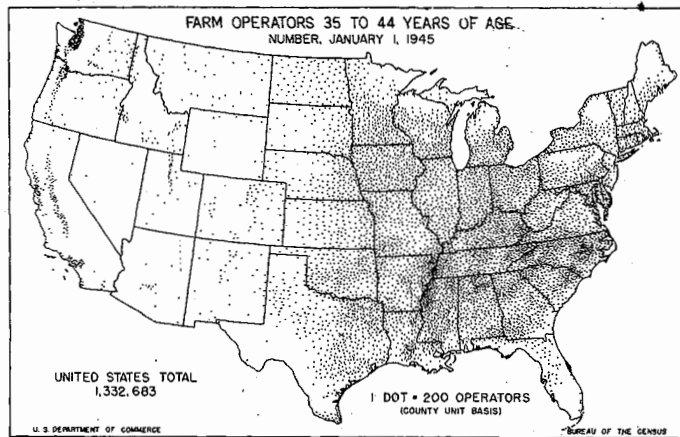 FARM OPERATORS 35 TO 44 YEARS OF AGE
NUMBER, JANUARY 1, 1945
UNITED STATES TOTAL
1,332,683
1 DOT = 200 OPERATORS
(COUNTY UNIT BASIS)
U. S. DEPARTMENT OF COMMERCE
BUREAU OF THE CENSUS